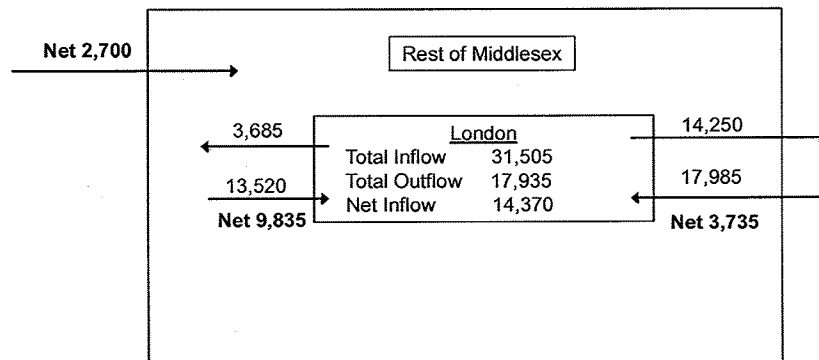 Net 2,700
Rest of Middlesex
3,685
London
14,250
Total Inflow 31,505
Total Outflow 17,935
13,520
17,985
Net Inflow 14,370
Net 9,835
Net 3,735